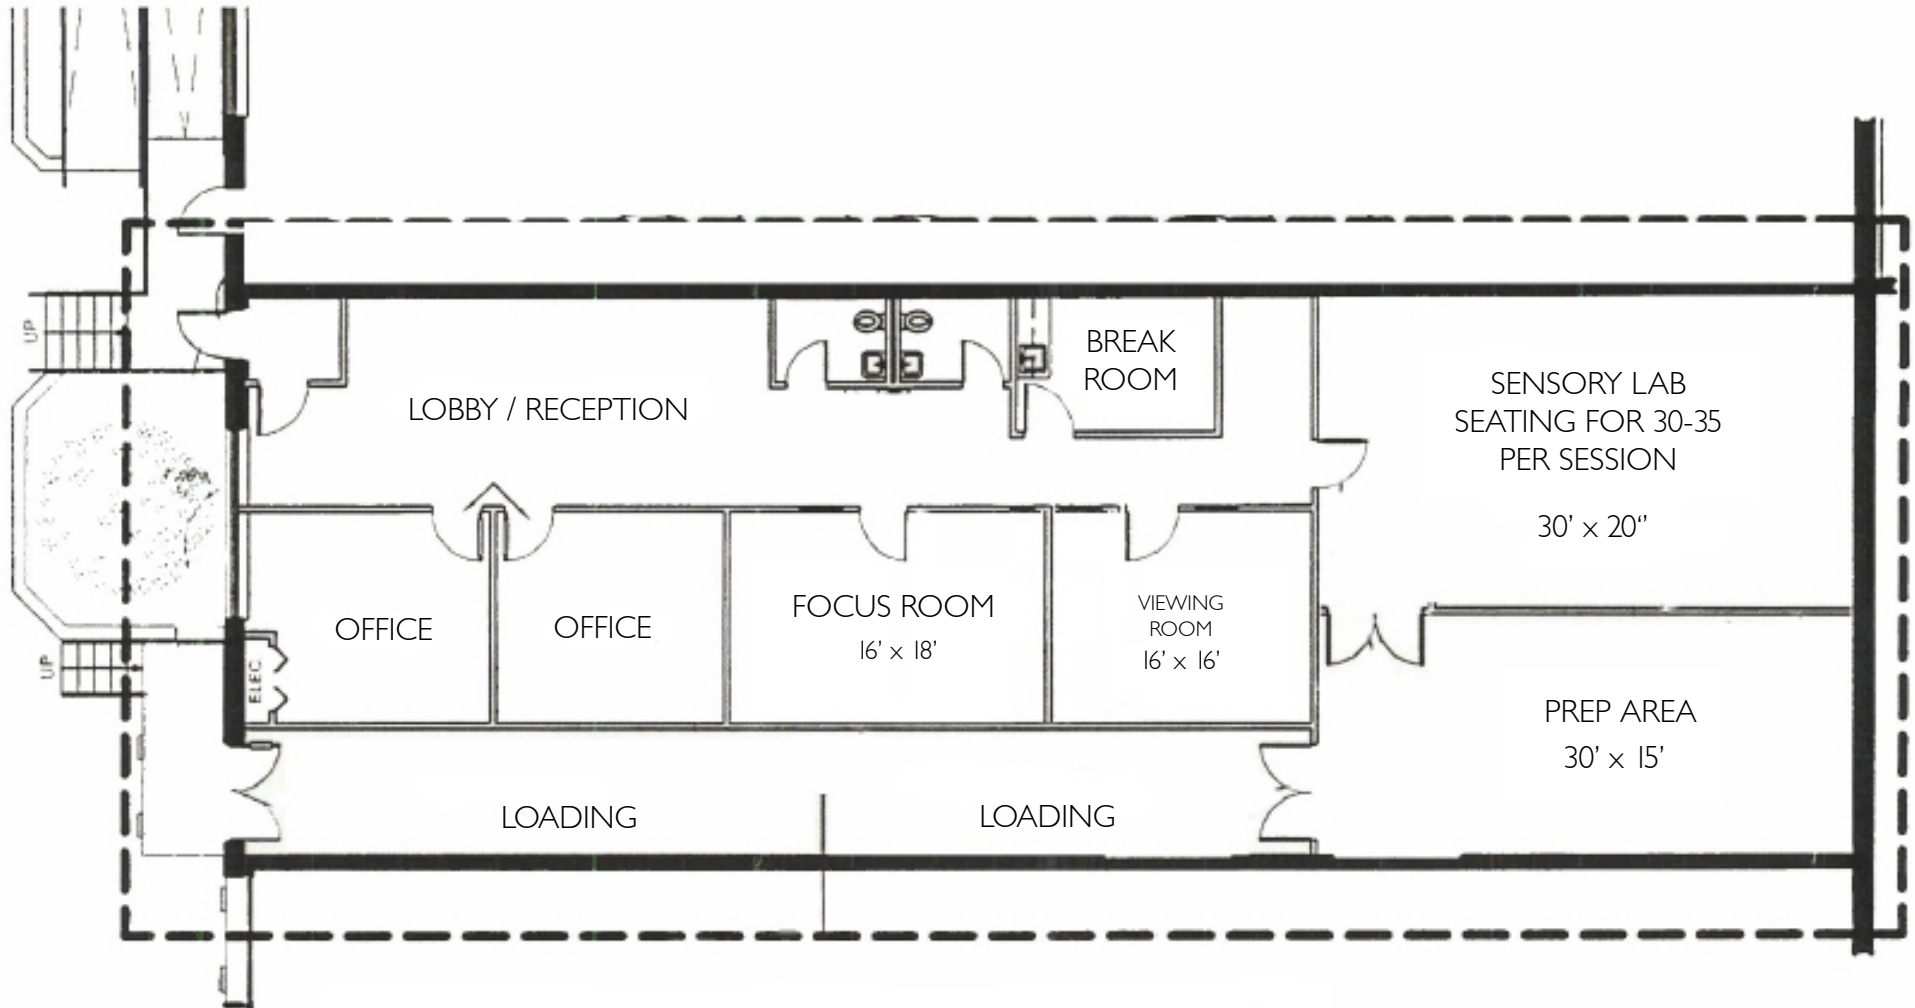 UP
BREAK
ROOM
LOBBY / RECEPTION
SENSORY LAB
SEATING FOR 30-35
PER SESSION
30' x 20"
OFFICE
OFFICE
FOCUS ROOM
16' x 18'
VIEWING
ROOM
16' x 16'
UP
ELEC
PREP AREA
30' x 15'
LOADING
LOADING